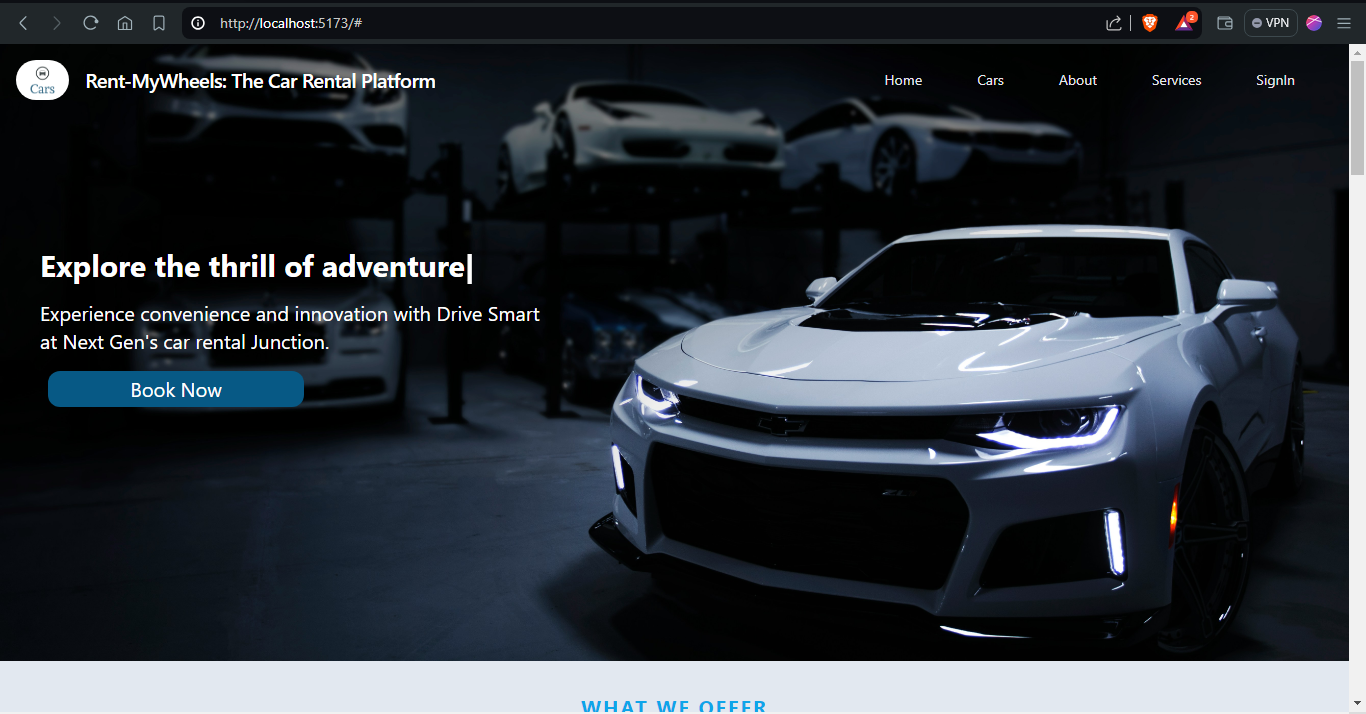 http://localhost:5173/#
2
VPN
Cars
Rent-MyWheels: The Car Rental Platform
Home
Cars
About
Services
SignIn
Explore the thrill of adventure|
Experience convenience and innovation with Drive Smart
at Next Gen's car rental Junction.
Book Now
WHAT WE OFFER